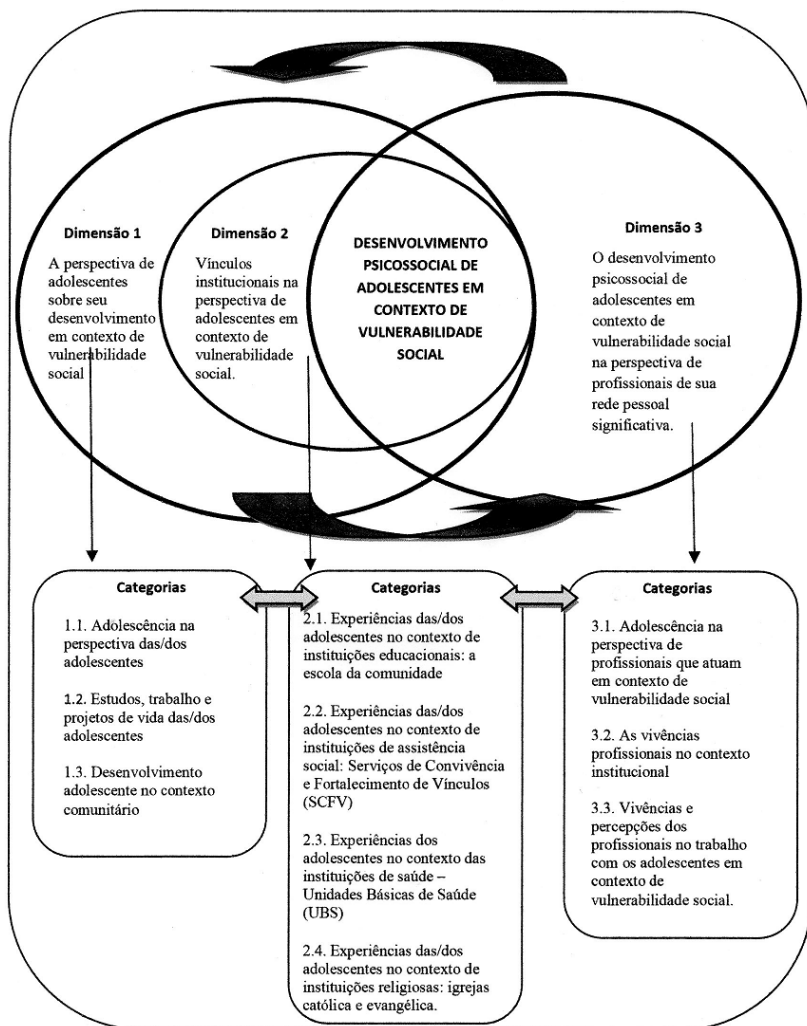 Dimensão 1
A perspectiva de
adolescentes
sobre seu
desenvolvimento
em contexto de
vulnerabilidade
social
Dimensão 2
Vínculos
institucionais na
perspectiva de
adolescentes em
contexto de
vulnerabilidade
social.
DESENVOLVIMENTO
PSICOSSOCIAL DE
ADOLESCENTES EM
CONTEXTO DE
VULNERABILIDADE
SOCIAL
Dimensão 3
O desenvolvimento
psicossocial de
adolescentes em
contexto de
vulnerabilidade social
na perspectiva de
profissionais de sua
rede pessoal
significativa.
Categorias
1.1. Adolescência na
perspectiva das/dos
adolescentes
1.2. Estudos, trabalho e
projetos de vida das/dos
adolescentes
1.3. Desenvolvimento
adolescente no contexto
comunitário
Categorias
2.1. Experiências das/dos
adolescentes no contexto de
instituições educacionais: a
escola da comunidade
2.2. Experiências das/dos
adolescentes no contexto de
instituições de assistência
social: Serviços de Convivência
e Fortalecimento de Vínculos
(SCFV)
2.3. Experiências dos
adolescentes no contexto das
instituições de saúde –
Unidades Básicas de Saúde
(UBS)
2.4. Experiências das/dos
adolescentes no contexto de
instituições religiosas: igrejas
católica e evangélica.
Categorias
3.1. Adolescência na
perspectiva de
profissionais que atuam
em contexto de
vulnerabilidade social
3.2. As vivências
profissionais no contexto
institucional
3.3. Vivências e
percepções dos
profissionais no trabalho
com os adolescentes em
contexto de
vulnerabilidade social.